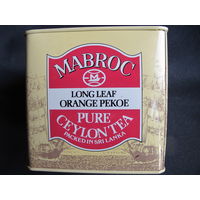 MABROC
M
LONG LEAF
ORANGE PEKOE
PURE
CEYLON TEA
PACKED IN SRI LANKA